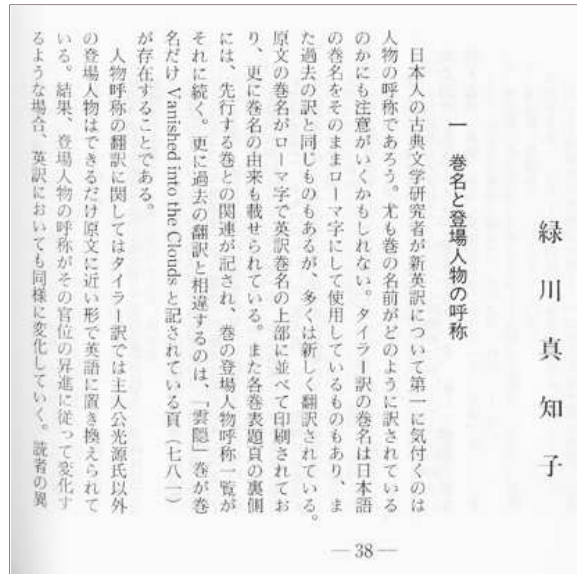 緑川真知子
一　巻名と登場人物の呼称
日本人の古典文学研究者が新英訳について第一に気付くのは
人物の呼称であろう。尤も巻の名前がどのように訳されている
のかにも注意がいくかもしれない。タイラー訳の巻名は日本語
の巻名をそのままローマ字にして使用しているものもあり、ま
た過去の訳と同じものもあるが、多くは新しく翻訳されている。
原文の巻名がローマ字で英訳巻名の上部に並べて印刷されてお
り、更に巻名の由来も載せられている。また各巻表題頁の裏側
には、先行する巻との関連が記され、巻の登場人物呼称一覧が
それに続く。更に過去の翻訳と相違するのは、「雲隠」巻が巻
名だけ Vanished into the Clouds と記されている頁（七八一）
が存在することである。
人物呼称の翻訳に関してはタイラー訳では主人公光源氏以外
の登場人物はできるだけ原文に近い形で英語に置き換えられて
いる。結果、登場人物の呼称がその官位の昇進に従って変化す
るような場合、英訳においても同様に変化していく。読者の異
— 38 —